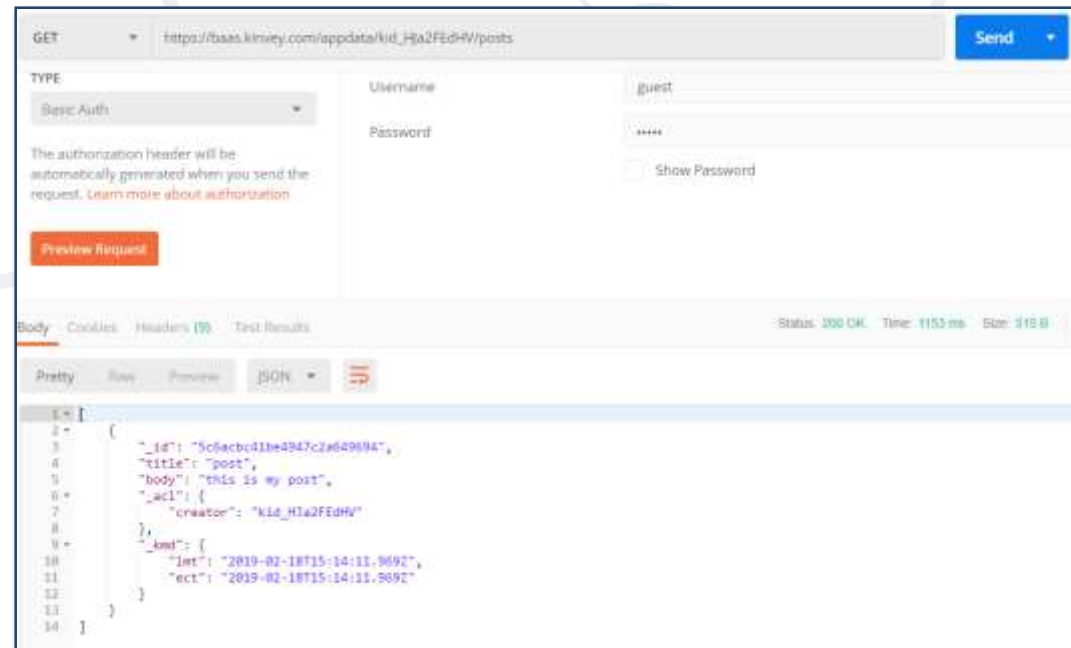 GET https://baas.kinvey.com/appdata/kid_HJa2FEdHV/posts Send
TYPE
Basic Auth
Username guest
Password •••••
Show Password
The authorization header will be
automatically generated when you send the
request. Learn more about authorization
Preview Request
Body Cookies Headers (9) Test Results Status: 200 OK Time: 1153 ms Size:
Pretty Raw Preview JSON
1 [
2 {
3 "_id": "5c6acbc41be4947c2a649694",
4 "title": "post",
5 "body": "this is my post",
6 "_acl": {
7 "creator": "kid_HJa2FEdHV"
8 },
9 "_kmd": {
10 "lmt": "2019-02-18T15:14:11.969Z",
11 "ect": "2019-02-18T15:14:11.969Z"
12 }
13 }
14 ]